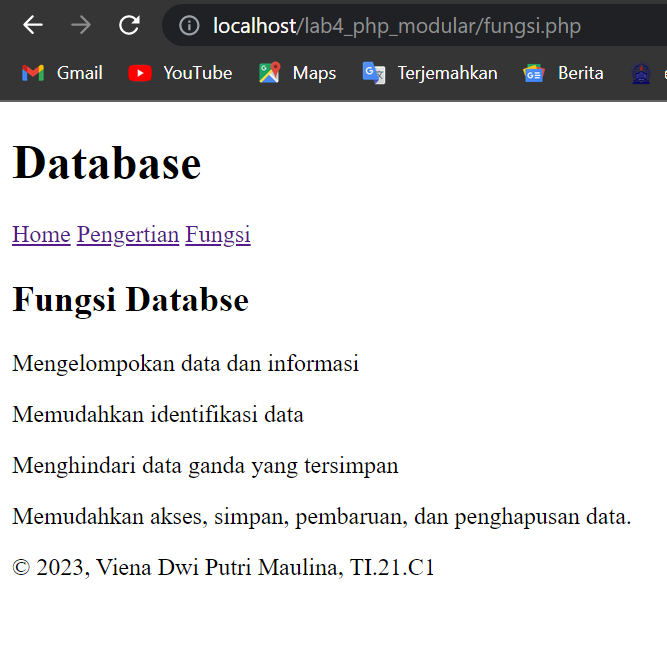 localhost/lab4_php_modular/fungsi.php
Gmail YouTube Maps Terjemahkan Berita
Database
Home Pengertian Fungsi
Fungsi Databse
Mengelompokan data dan informasi
Memudahkan identifikasi data
Menghindari data ganda yang tersimpan
Memudahkan akses, simpan, pembaruan, dan penghapusan data.
© 2023, Viena Dwi Putri Maulina, TI.21.C1